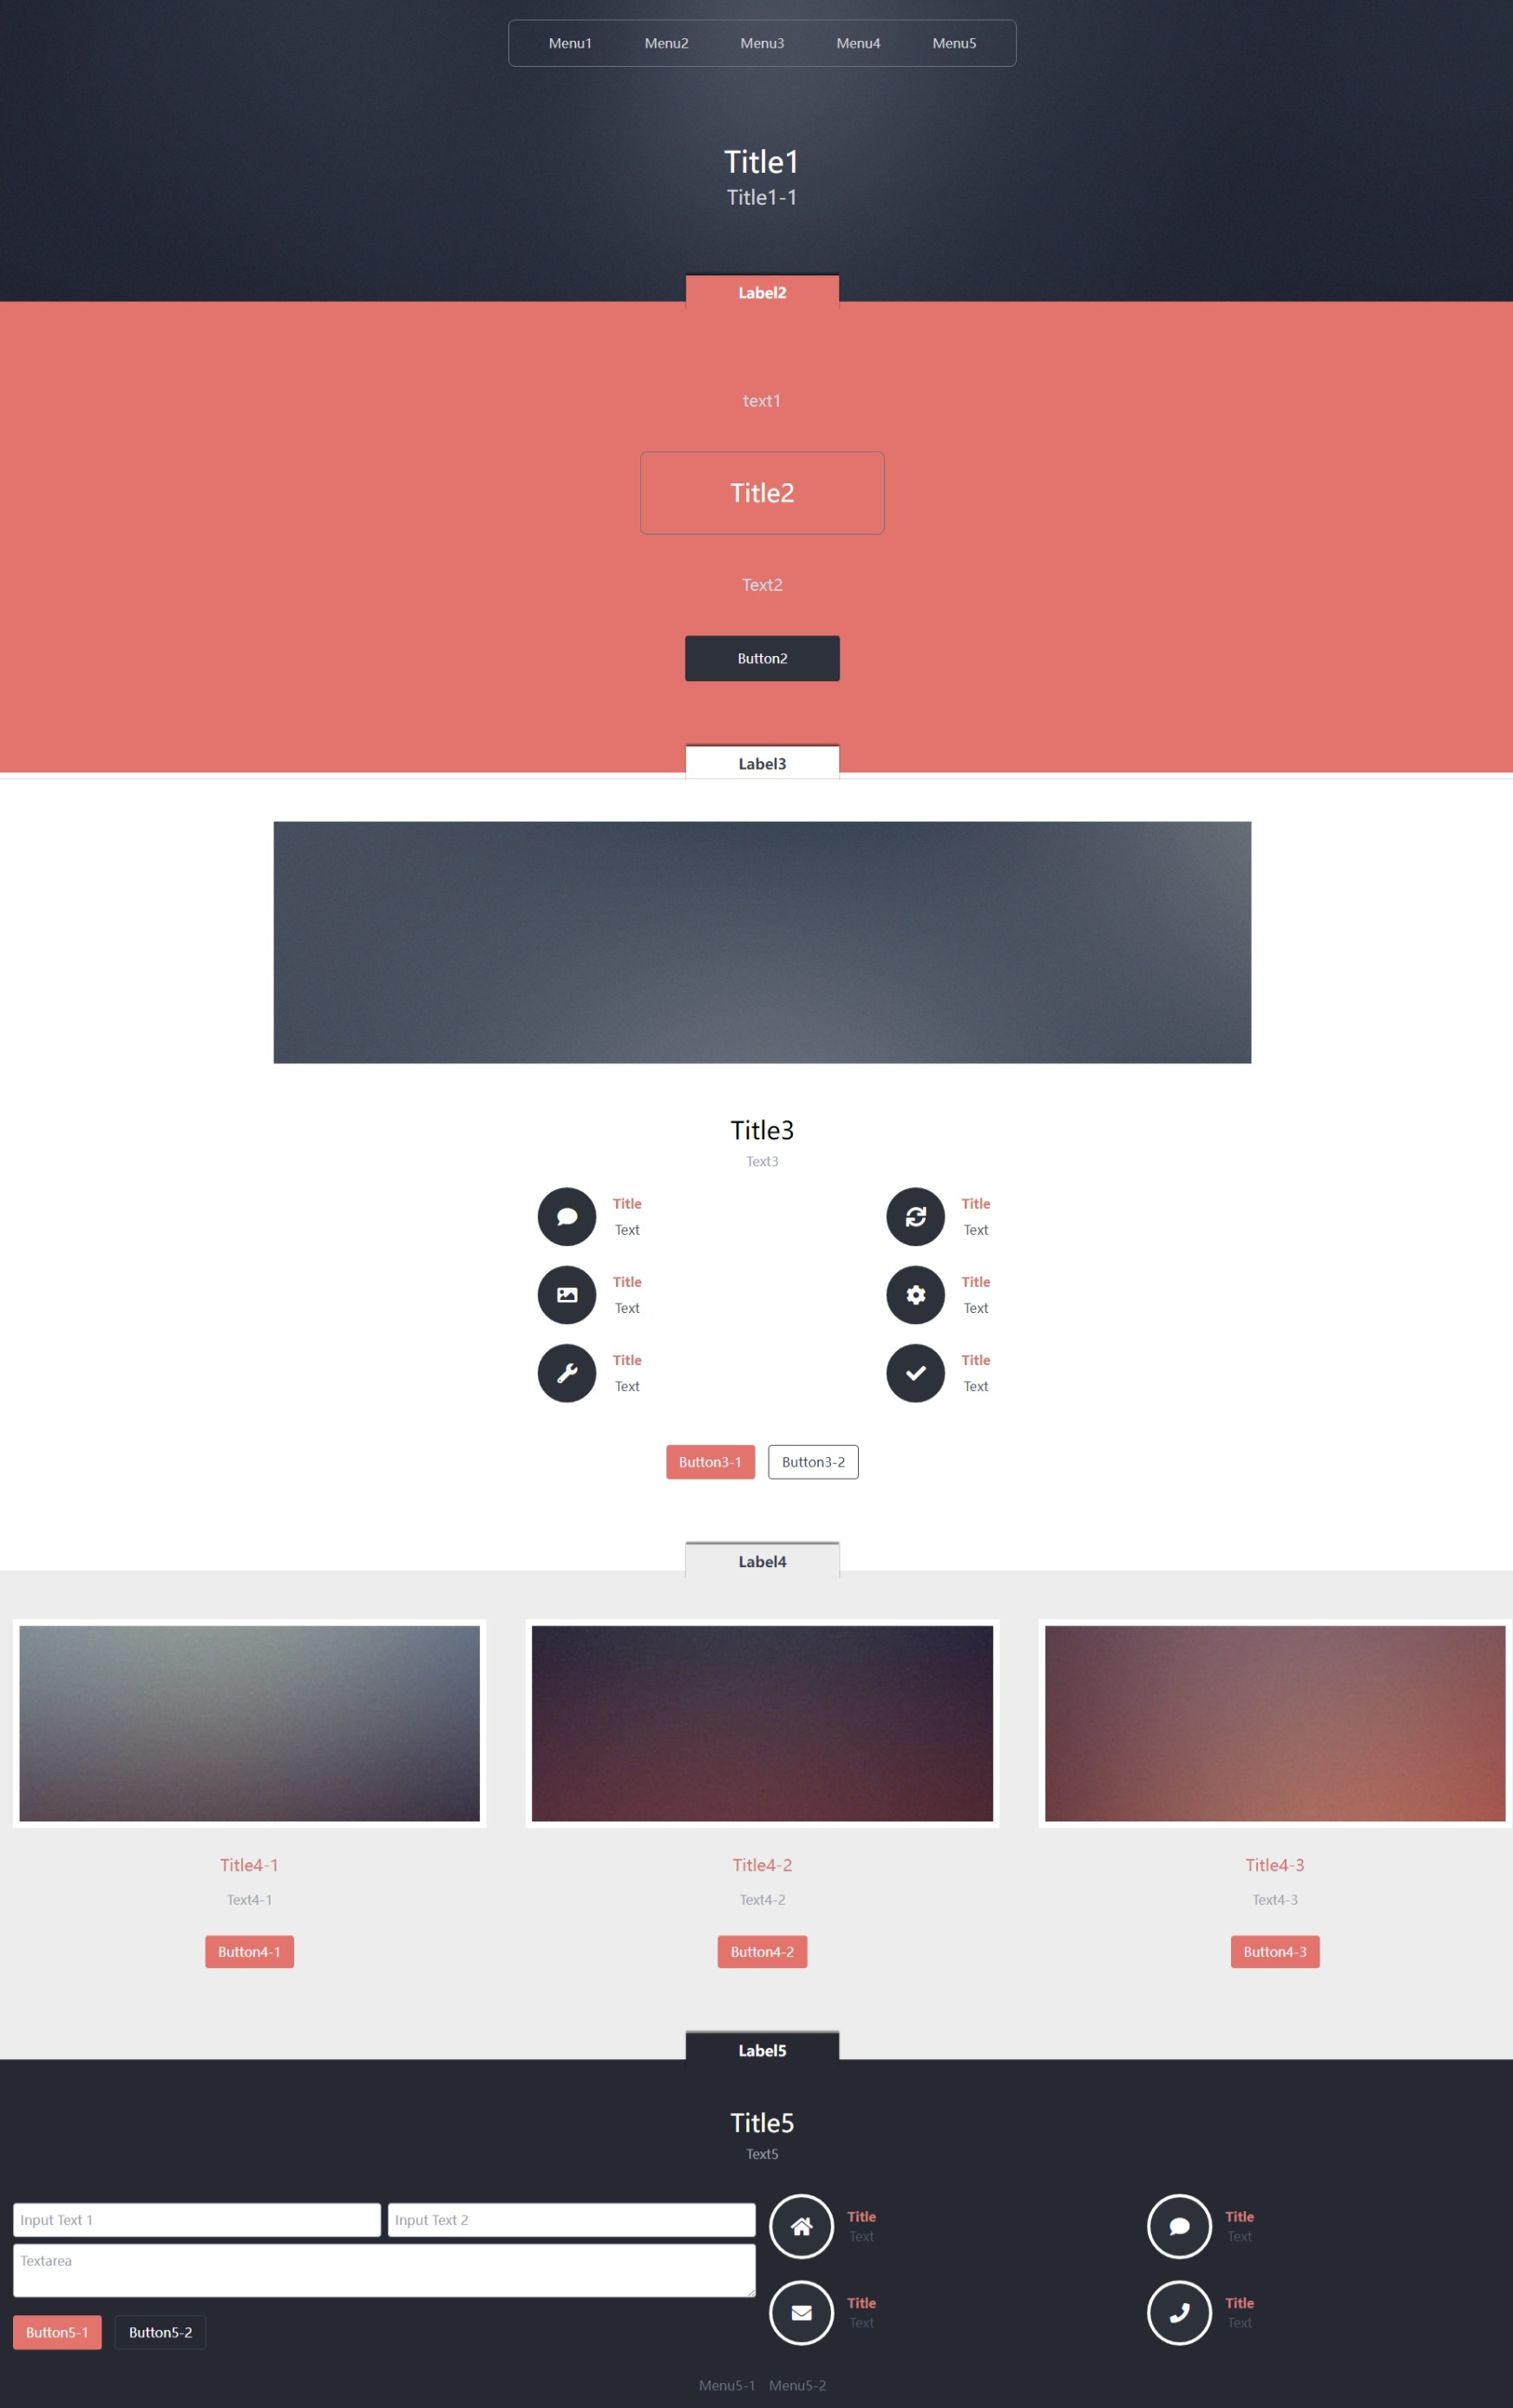 Menu1 Menu2 Menu3 Menu4 Menu5
Title1
Title1-1
Label2
text1
Title2
Text2
Button2
Label3
Title3
Text3
Title
Text
Title
Text
Title
Text
Title
Text
Title
Text
Title
Text
Button3-1 Button3-2
Label4
Title4-1
Text4-1
Button4-1
Title4-2
Text4-2
Button4-2
Title4-3
Text4-3
Button4-3
Label5
Title5
Text5
Input Text 1 Input Text 2
Textarea
Button5-1 Button5-2
Title
Text
Title
Text
Title
Text
Title
Text
Menu5-1 Menu5-2